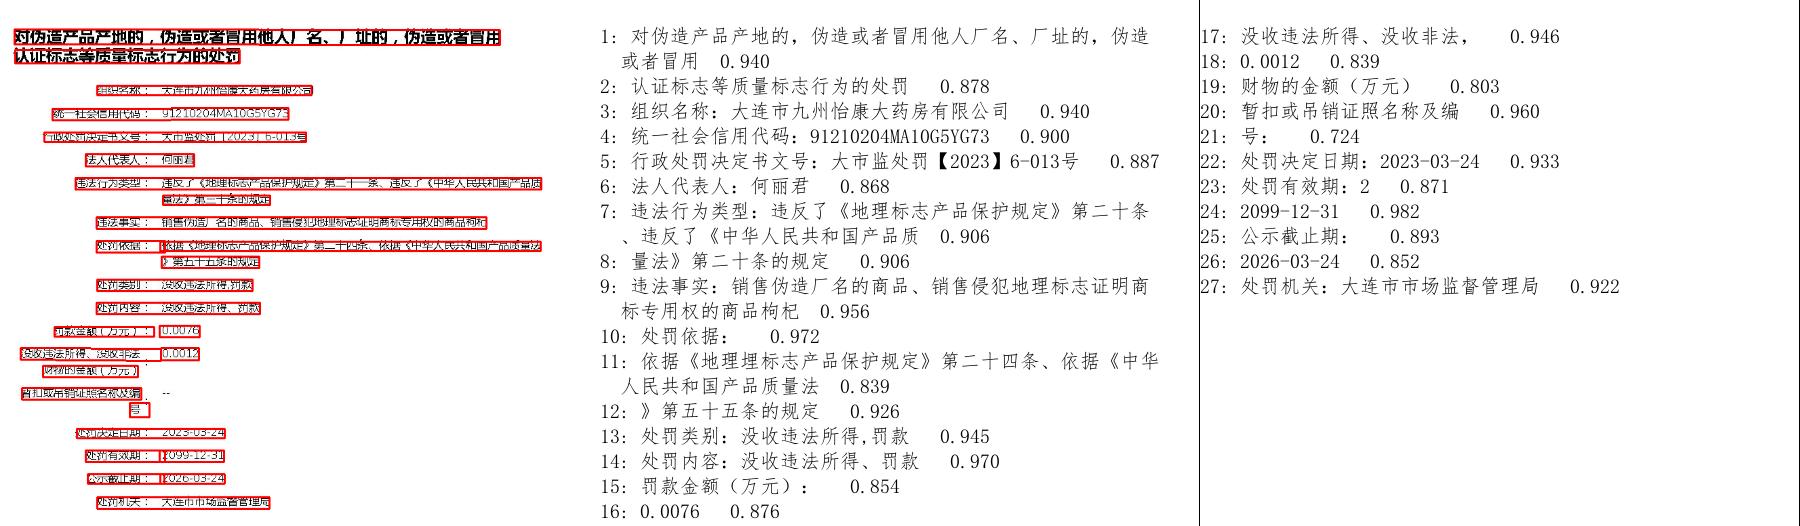 对伪造产品产地的，伪造或者冒用他人厂名、厂址的，伪造或者冒用
认证标志等质量标志行为的处罚
组织名称： 大连市九州怡康大药房有限公司
统一社会信用代码： 91210204MA10G5YG73
行政处罚决定书文号： 大市监处罚【2023】6-013号
法人代表人： 何丽君
违法行为类型： 违反了《地理标志产品保护规定》第二十一条、违反了《中华人民共和国产品质
量法》第三十条的规定
违法事实： 销售伪造厂名的商品、销售侵犯地理标志证明商标专用权的商品枸杞
处罚依据： 依据《地理标志产品保护规定》第二十四条、依据《中华人民共和国产品质量法
》第五十五条的规定
处罚类别： 没收违法所得,罚款
处罚内容： 没收违法所得、罚款
罚款金额（万元）： 0.0076
没收违法所得、没收非法 0.0012
财物的金额（万元）
暂扣或吊销证照名称及编 --
号：
处罚决定日期： 2023-03-24
处罚有效期： 2099-12-31
公示截止期： 2026-03-24
处罚机关： 大连市市场监督管理局
1: 对伪造产品产地的，伪造或者冒用他人厂名、厂址的，伪造
或者冒用 0.940
2: 认证标志等质量标志行为的处罚 0.878
3: 组织名称：大连市九州怡康大药房有限公司 0.940
4: 统一社会信用代码：91210204MA10G5YG73 0.900
5: 行政处罚决定书文号：大市监处罚【2023】6-013号 0.887
6: 法人代表人：何丽君 0.868
7: 违法行为类型：违反了《地理标志产品保护规定》第二十条
、违反了《中华人民共和国产品质 0.906
8: 量法》第二十条的规定 0.906
9: 违法事实：销售伪造厂名的商品、销售侵犯地理标志证明商
标专用权的商品枸杞 0.956
10: 处罚依据： 0.972
11: 依据《地理埋标志产品保护规定》第二十四条、依据《中华
人民共和国产品质量法 0.839
12: 》第五十五条的规定 0.926
13: 处罚类别：没收违法所得,罚款 0.945
14: 处罚内容：没收违法所得、罚款 0.970
15: 罚款金额（万元）： 0.854
16: 0.0076 0.876
17: 没收违法所得、没收非法， 0.946
18: 0.0012 0.839
19: 财物的金额（万元） 0.803
20: 暂扣或吊销证照名称及编 0.960
21: 号： 0.724
22: 处罚决定日期：2023-03-24 0.933
23: 处罚有效期：2 0.871
24: 2099-12-31 0.982
25: 公示截止期： 0.893
26: 2026-03-24 0.852
27: 处罚机关：大连市市场监督管理局 0.922